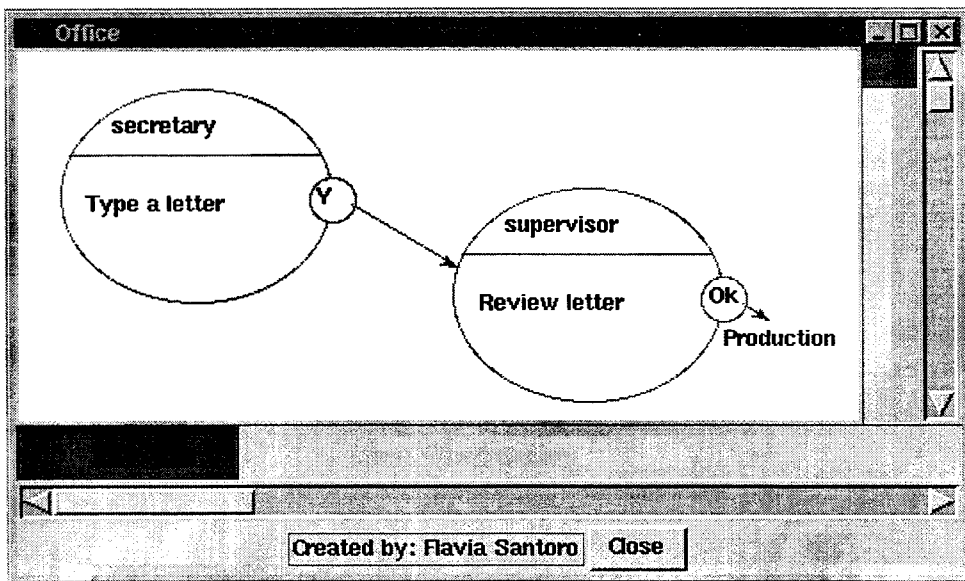 Office
secretary
Type a letter
Y
supervisor
Review letter
Ok
Production
Created by: Flavia Santoro
Close